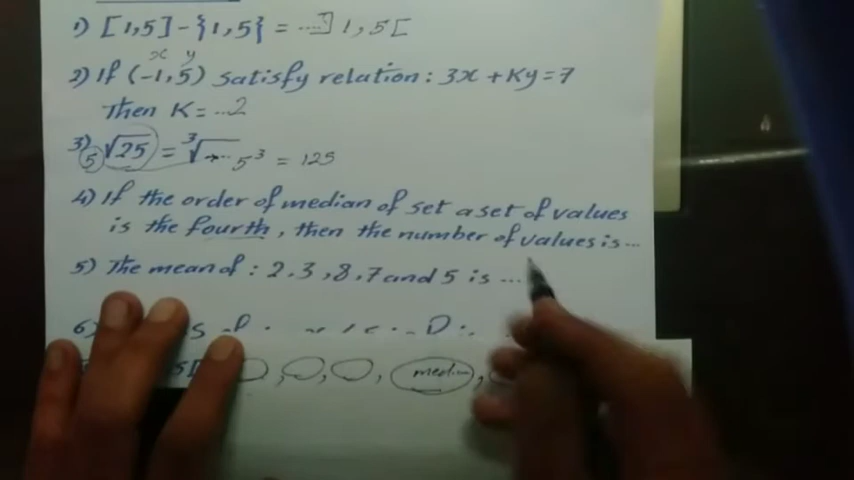 1) [1,5] - {1,5} = ....] 1,5 [
x y
2) If (-1,5) satisfy relation: 3x + Ky = 7
Then K = ...2
3) √25 = ³√.... 5³ = 125
5
4) If the order of median of set a set of values
is the fourth, then the number of values is ...
5) The mean of : 2,3,8,7 and 5 is ...
6)
median